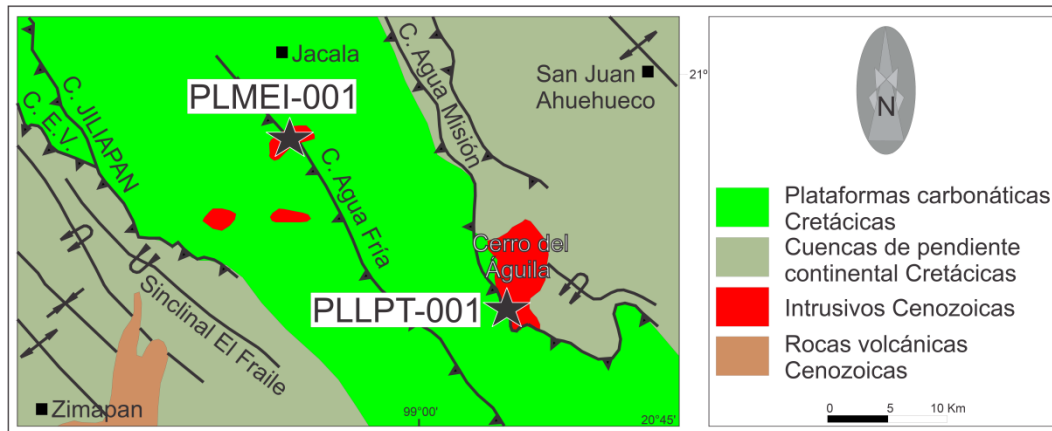 Jacala
PLMEI-001
C. JILIAPAN
C. E.V.
C. Agua Misión
San Juan
Ahuehueco
21º
C. Agua Fría
Cerro del
Águila
PLLPT-001
Sinclinal El Fraile
Zimapan
99°00'
20°45'
N
Plataformas carbonáticas
Cretácicas
Cuencas de pendiente
continental Cretácicas
Intrusivos Cenozoicas
Rocas volcánicas
Cenozoicas
0 5 10 Km